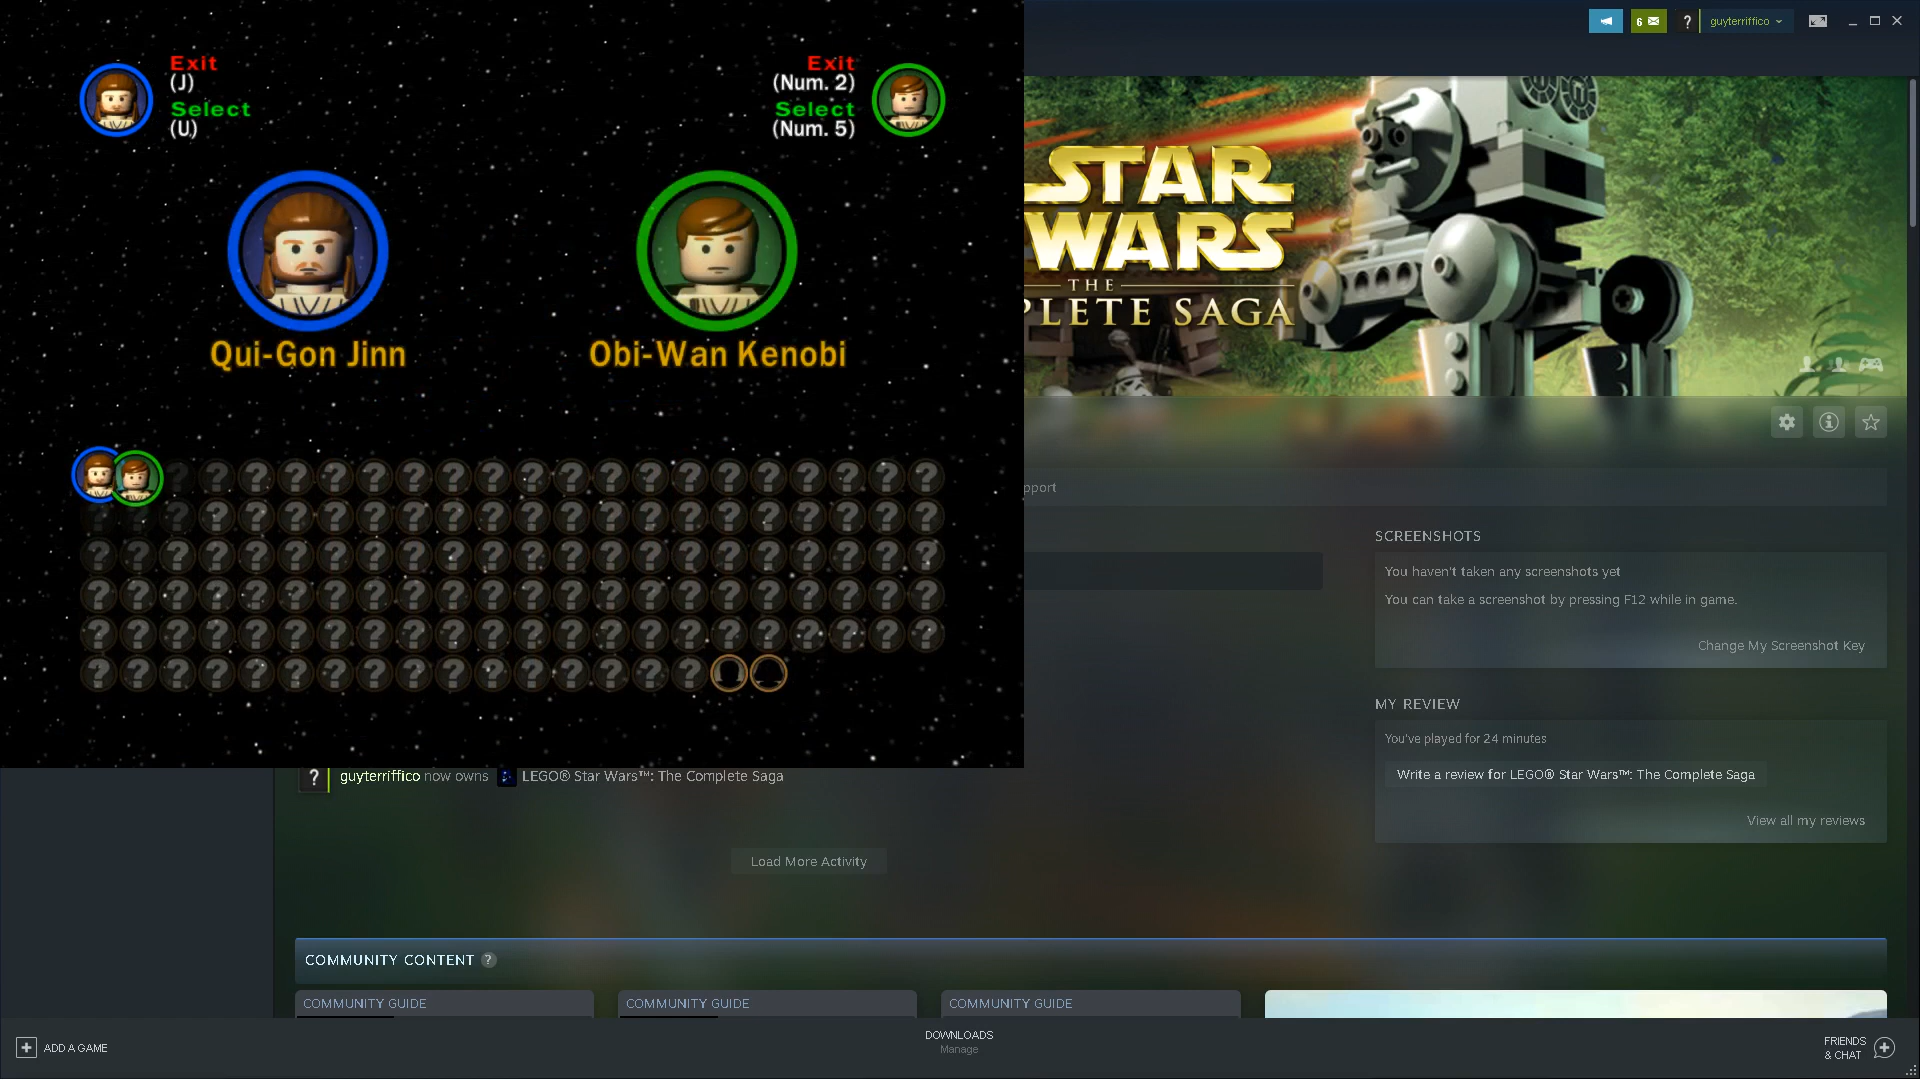 Exit
(J)
Select
(U)
Exit
(Num. 2)
Select
(Num. 5)
Qui-Gon Jinn
Obi-Wan Kenobi
6
?
guyterriffico
STAR
WARS
THE
PLETE SAGA
pport
SCREENSHOTS
You haven't taken any screenshots yet
You can take a screenshot by pressing F12 while in game.
Change My Screenshot Key
MY REVIEW
You've played for 24 minutes
Write a review for LEGO® Star Wars™: The Complete Saga
View all my reviews
? guyterriffico now owns LEGO® Star Wars™: The Complete Saga
Load More Activity
COMMUNITY CONTENT ?
COMMUNITY GUIDE
COMMUNITY GUIDE
COMMUNITY GUIDE
ADD A GAME
DOWNLOADS
Manage
FRIENDS
& CHAT